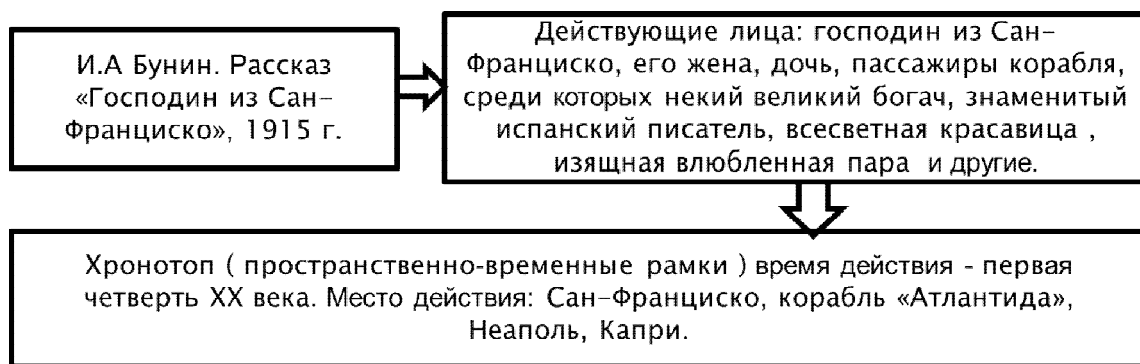 И.А Бунин. Рассказ
«Господин из Сан-
Франциско», 1915 г.
Действующие лица: господин из Сан-
Франциско, его жена, дочь, пассажиры корабля,
среди которых некий великий богач, знаменитый
испанский писатель, всесветная красавица ,
изящная влюбленная пара и другие.
Хронотоп ( пространственно-временные рамки ) время действия - первая
четверть XX века. Место действия: Сан-Франциско, корабль «Атлантида»,
Неаполь, Капри.